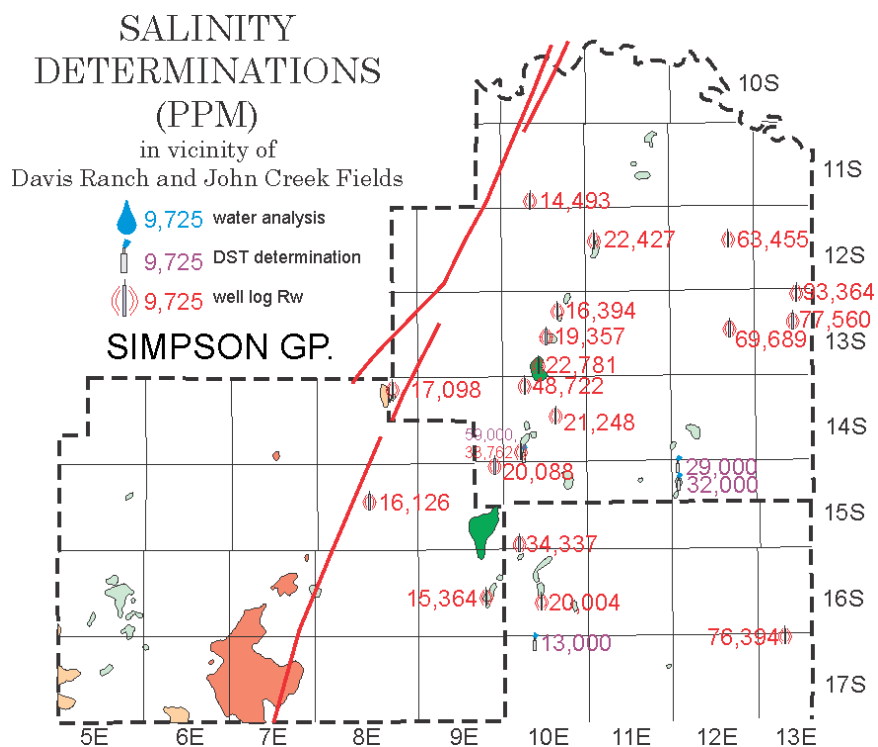 SALINITY
DETERMINATIONS
(PPM)
in vicinity of
Davis Ranch and John Creek Fields
9,725 water analysis
9,725 DST determination
9,725 well log Rw
SIMPSON GP.
10S
11S
14,493
22,427
63,455
12S
93,364
16,394
77,560
19,357
69,689
13S
22,781
17,098
48,722
21,248
14S
59,000
38,762
20,088
29,000
32,000
16,126
15S
34,337
15,364
20,004
16S
13,000
76,394
17S
5E 6E 7E 8E 9E 10E 11E 12E 13E